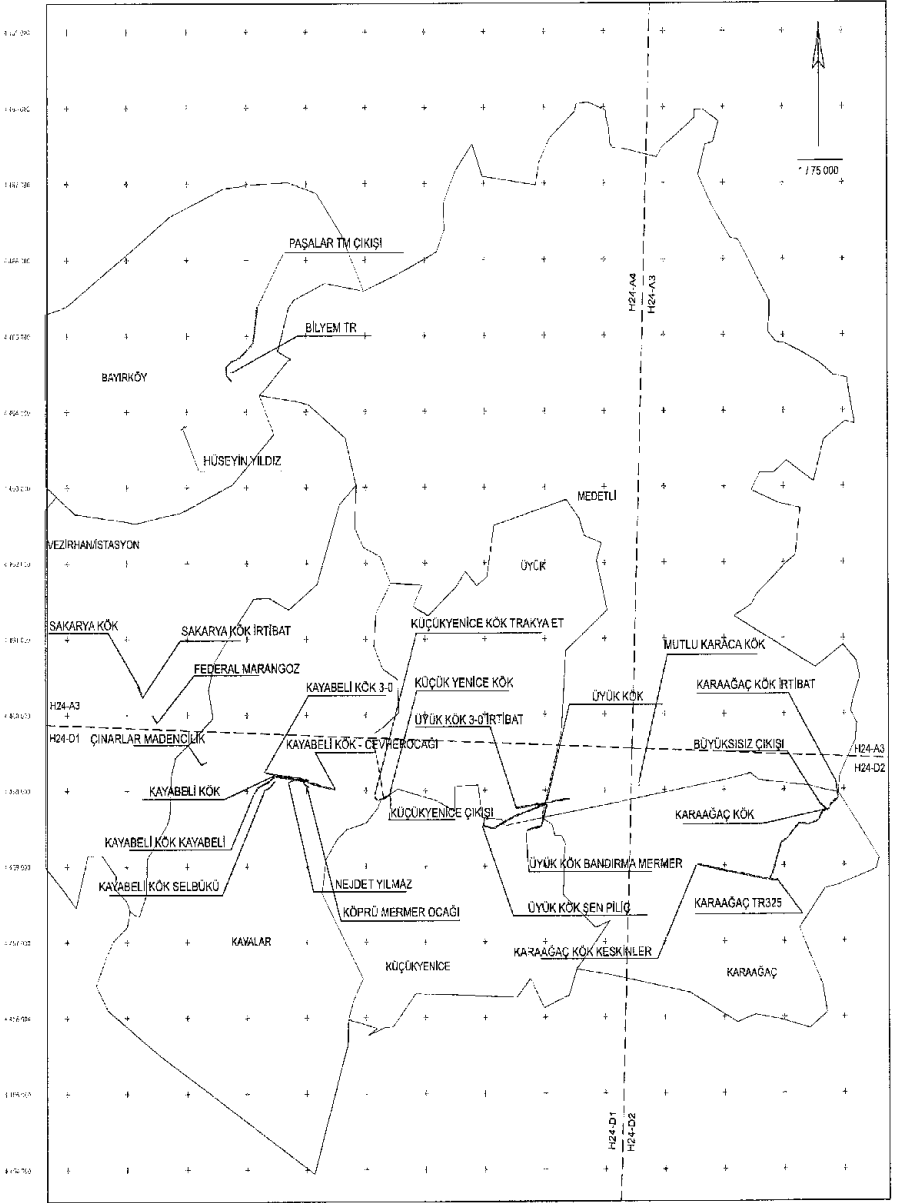 1 / 75 000
PAŞALAR TM ÇIKIŞI
H24-A4
H24-A3
BİLYEM TR
BAYIRKÖY
HÜSEYİN YILDIZ
MEDETLİ
VEZİRHAN/İSTASYON
ÜYÜK
SAKARYA KÖK
SAKARYA KÖK İRTİBAT
KÜÇÜKYENİCE KÖK TRAKYA ET
MUTLU KARACA KÖK
FEDERAL MARANGOZ
KAYABELİ KÖK 3-0
KÜÇÜK YENİCE KÖK
KARAAĞAÇ KÖK İRTİBAT
ÜYÜK KÖK
H24-A3
ÜYÜK KÖK 3-0 İRTİBAT
H24-D1
ÇINARLAR MADENCİLİK
KAYABELİ KÖK - CEVHEROCAĞI
BÜYÜKSISIZ ÇIKIŞI
H24-A3
H24-D2
KAYABELİ KÖK
KÜÇÜKYENİCE ÇIKIŞI
KARAAĞAÇ KÖK
KAYABELİ KÖK KAYABELİ
ÜYÜK KÖK BANDIRMA MERMER
KAYABELİ KÖK SELBÜKÜ
NEJDET YILMAZ
KÖPRÜ MERMER OCAĞI
ÜYÜK KÖK ŞEN PİLİÇ
KARAAĞAÇ TR325
KAVALAR
KARAAĞAÇ KÖK KESKİNLER
KÜÇÜKYENİCE
KARAAĞAÇ
H24-D1
H24-D2